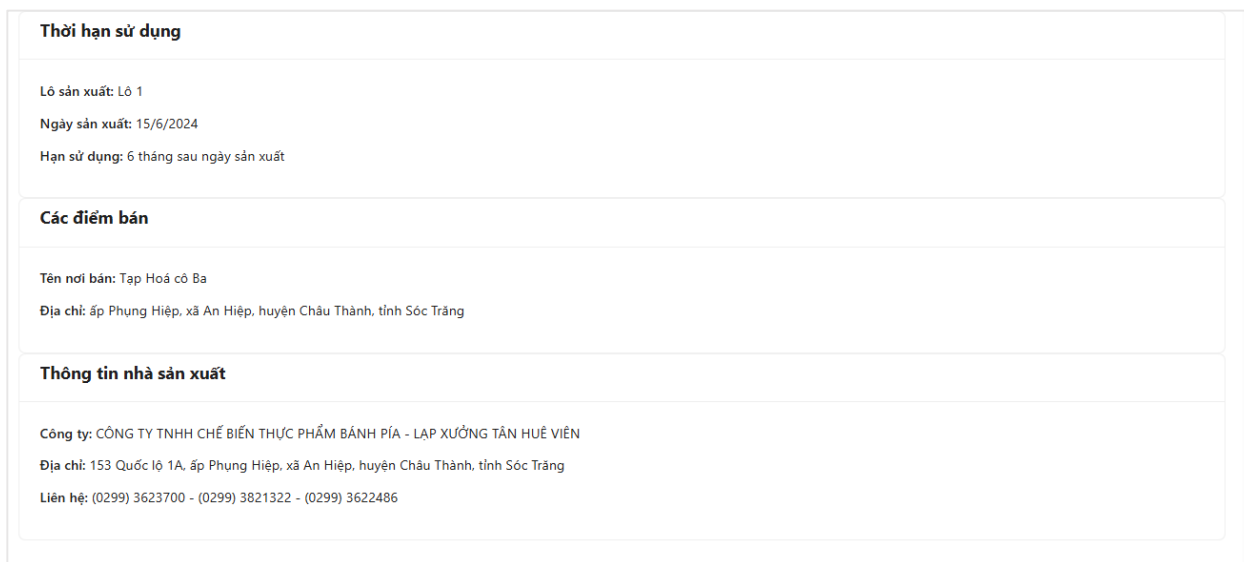 Thời hạn sử dụng
Lô sản xuất: Lô 1
Ngày sản xuất: 15/6/2024
Hạn sử dụng: 6 tháng sau ngày sản xuất
Các điểm bán
Tên nơi bán: Tạp Hoá cô Ba
Địa chỉ: ấp Phụng Hiệp, xã An Hiệp, huyện Châu Thành, tỉnh Sóc Trăng
Thông tin nhà sản xuất
Công ty: CÔNG TY TNHH CHẾ BIẾN THỰC PHẨM BÁNH PÍA - LẠP XƯỞNG TÂN HUÊ VIÊN
Địa chỉ: 153 Quốc lộ 1A, ấp Phụng Hiệp, xã An Hiệp, huyện Châu Thành, tỉnh Sóc Trăng
Liên hệ: (0299) 3623700 - (0299) 3821322 - (0299) 3622486